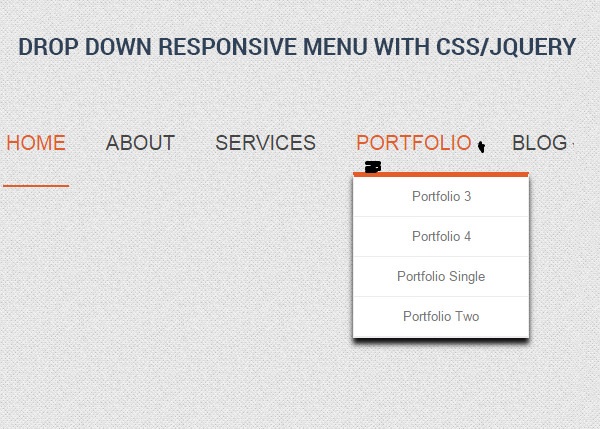 DROP DOWN RESPONSIVE MENU WITH CSS/JQUERY
HOME ABOUT SERVICES PORTFOLIO BLOG
Portfolio 3
Portfolio 4
Portfolio Single
Portfolio Two